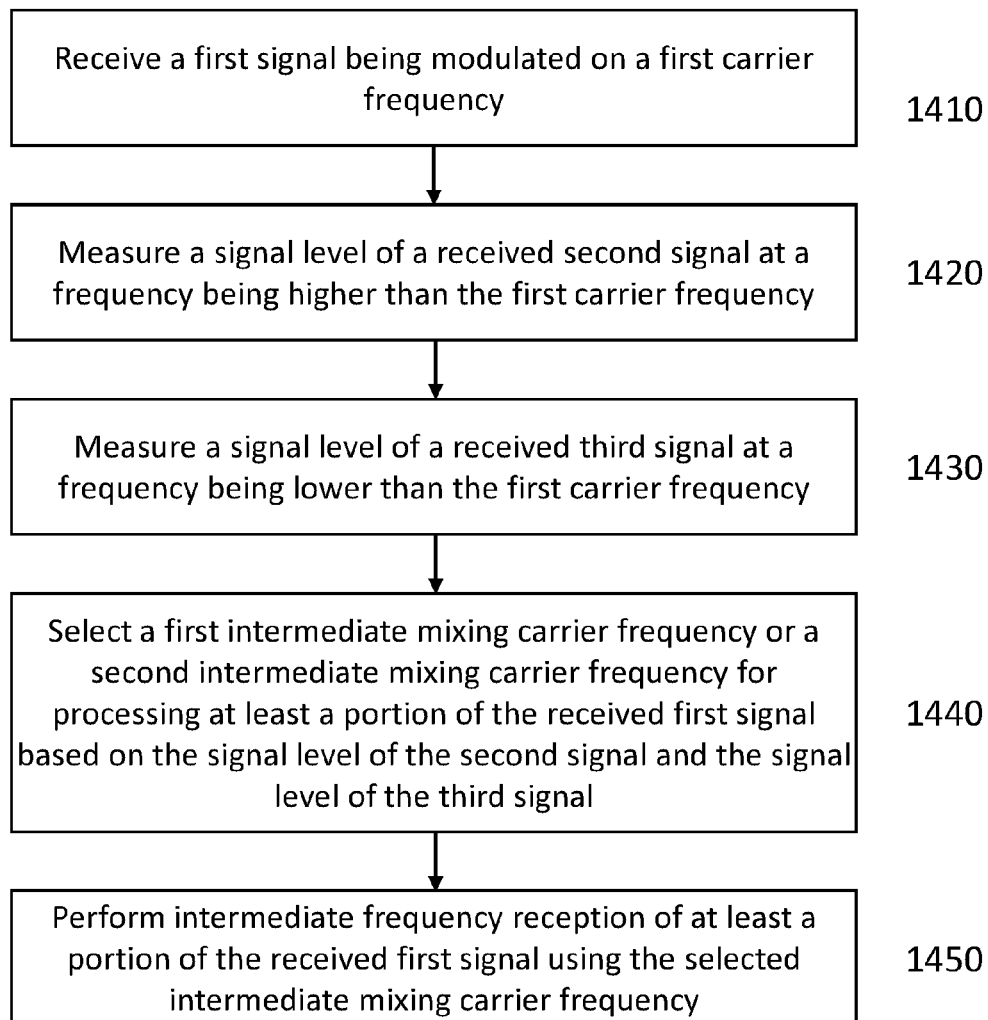 Receive a first signal being modulated on a first carrier
frequency
1410
Measure a signal level of a received second signal at a
frequency being higher than the first carrier frequency
1420
Measure a signal level of a received third signal at a
frequency being lower than the first carrier frequency
1430
Select a first intermediate mixing carrier frequency or a
second intermediate mixing carrier frequency for
processing at least a portion of the received first signal
based on the signal level of the second signal and the signal
level of the third signal
1440
Perform intermediate frequency reception of at least a
portion of the received first signal using the selected
intermediate mixing carrier frequency
1450